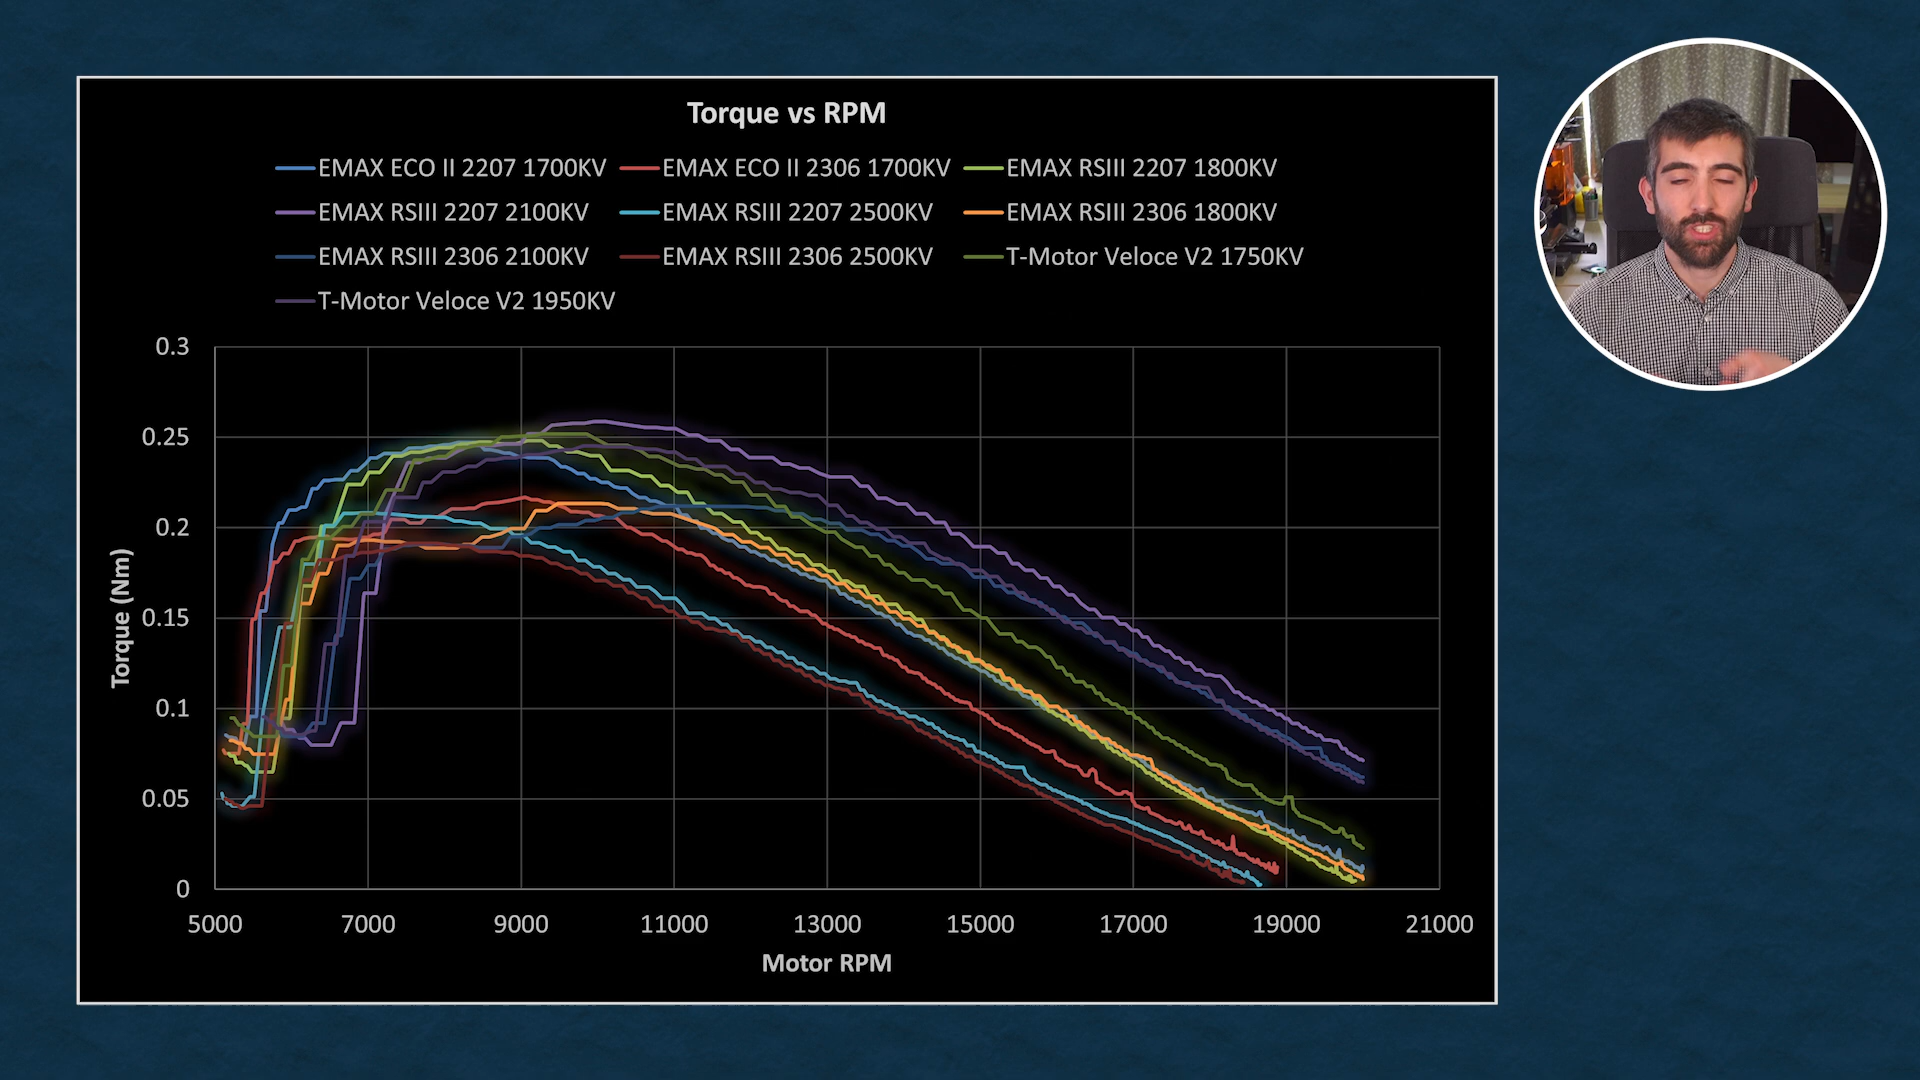 Torque vs RPM
EMAX ECO II 2207 1700KV EMAX ECO II 2306 1700KV EMAX RSIII 2207 1800KV
EMAX RSIII 2207 2100KV EMAX RSIII 2207 2500KV EMAX RSIII 2306 1800KV
EMAX RSIII 2306 2100KV EMAX RSIII 2306 2500KV T-Motor Veloce V2 1750KV
T-Motor Veloce V2 1950KV
0.3
0.25
0.2
0.15
0.1
0.05
0
Torque (Nm)
5000 7000 9000 11000 13000 15000 17000 19000 21000
Motor RPM